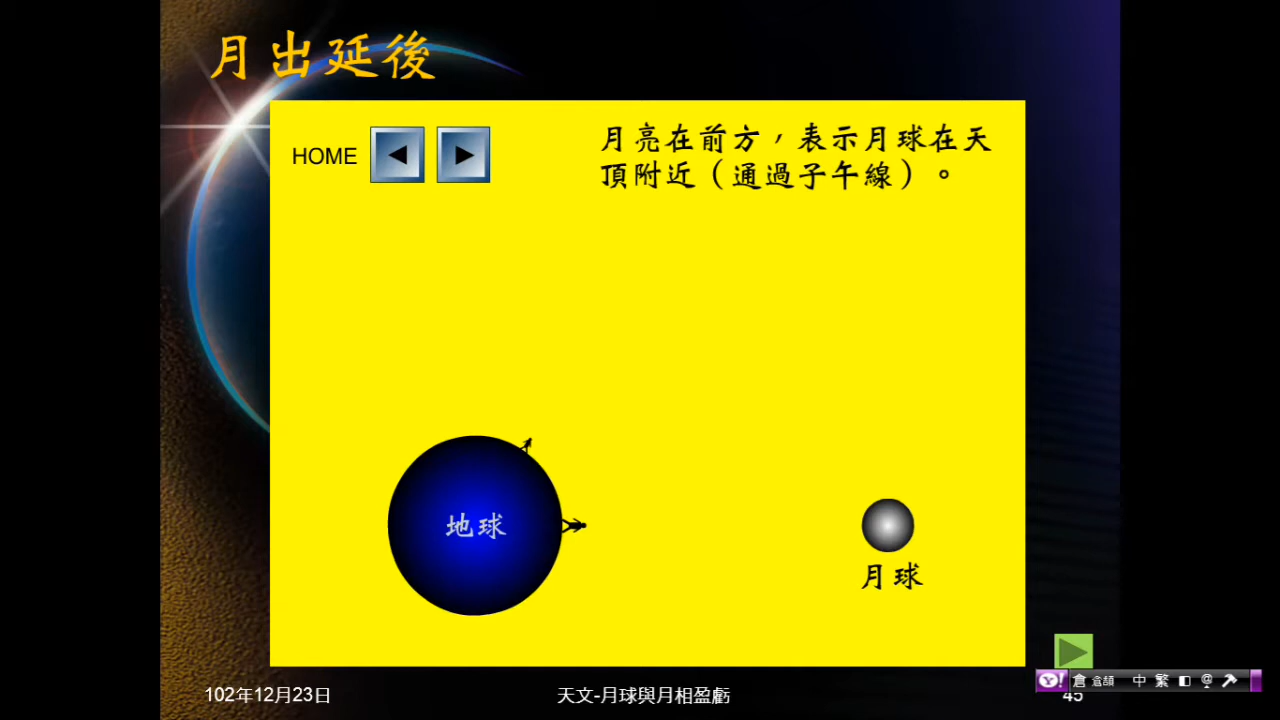 月出延後
HOME
月亮在前方，表示月球在天
頂附近（通過子午線）。
地球
月球
102年12月23日
天文-月球與月相盈虧
45
Y! 倉 倉頡 中 繁